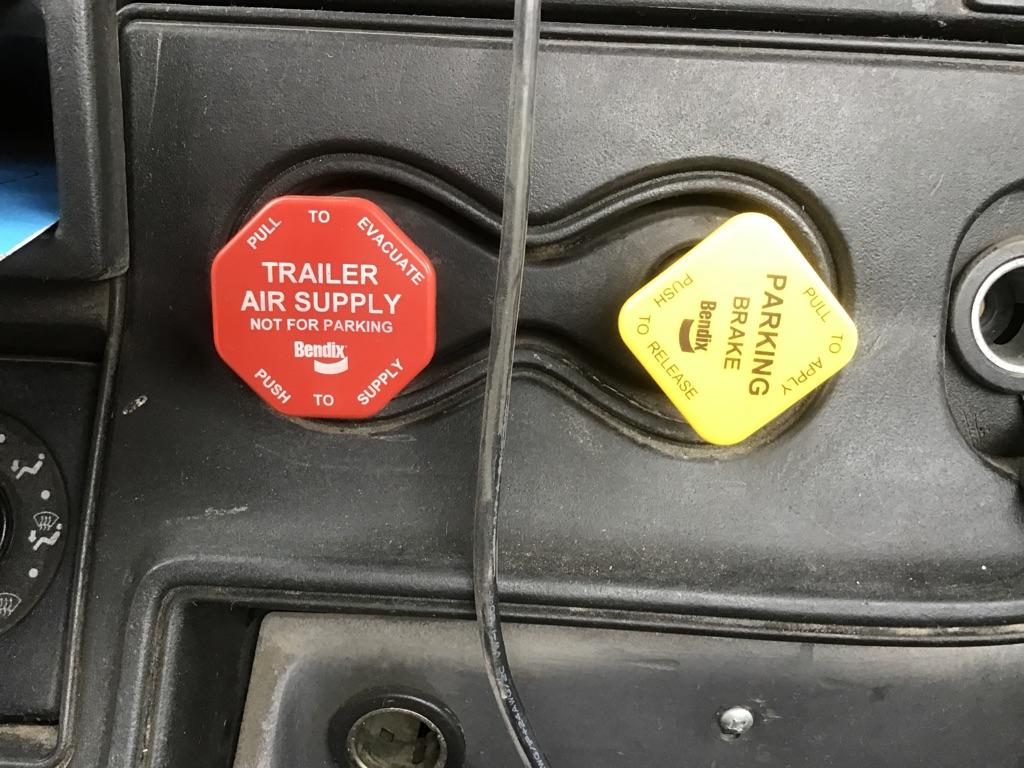 PULL TO EVACUATE
TRAILER
AIR SUPPLY
NOT FOR PARKING
Bendix
PUSH TO SUPPLY
PULL TO APPLY
PARKING
BRAKE
Bendix
PUSH TO RELEASE